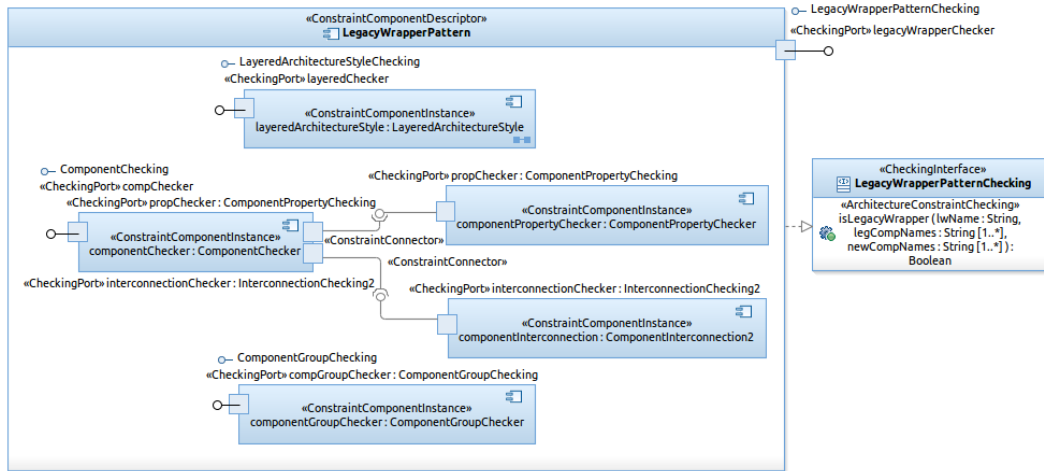 «ConstraintComponentDescriptor»
LegacyWrapperPattern
LegacyWrapperPatternChecking
«CheckingPort» legacyWrapperChecker
LayeredArchitectureStyleChecking
«CheckingPort» layeredChecker
«ConstraintComponentInstance»
layeredArchitectureStyle : LayeredArchitectureStyle
ComponentChecking
«CheckingPort» compChecker
«CheckingPort» propChecker : ComponentPropertyChecking
«ConstraintComponentInstance»
componentChecker : ComponentChecker
«CheckingPort» interconnectionChecker : InterconnectionChecking2
«ConstraintConnector»
«ConstraintConnector»
«CheckingPort» propChecker : ComponentPropertyChecking
«ConstraintComponentInstance»
componentPropertyChecker : ComponentPropertyChecker
«CheckingPort» interconnectionChecker : InterconnectionChecking2
«ConstraintComponentInstance»
componentInterconnection : ComponentInterconnection2
ComponentGroupChecking
«CheckingPort» compGroupChecker : ComponentGroupChecking
«ConstraintComponentInstance»
componentGroupChecker : ComponentGroupChecker
«CheckingInterface»
LegacyWrapperPatternChecking
«ArchitectureConstraintChecking»
isLegacyWrapper ( lwName : String,
legCompNames : String [1..*],
newCompNames : String [1..*] ) :
Boolean